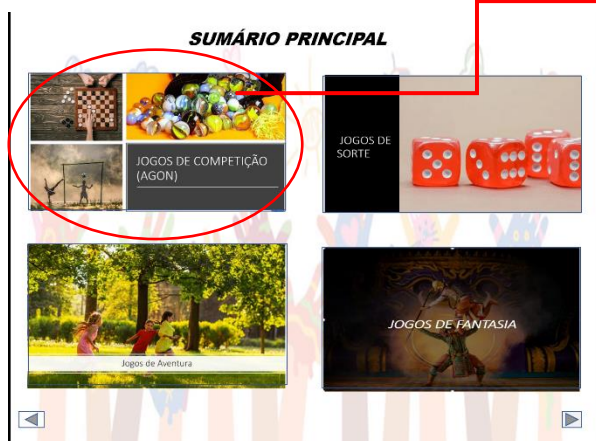 SUMÁRIO PRINCIPAL
JOGOS DE COMPETIÇÃO
(AGON)
JOGOS DE
SORTE
Jogos de Aventura
JOGOS DE FANTASIA